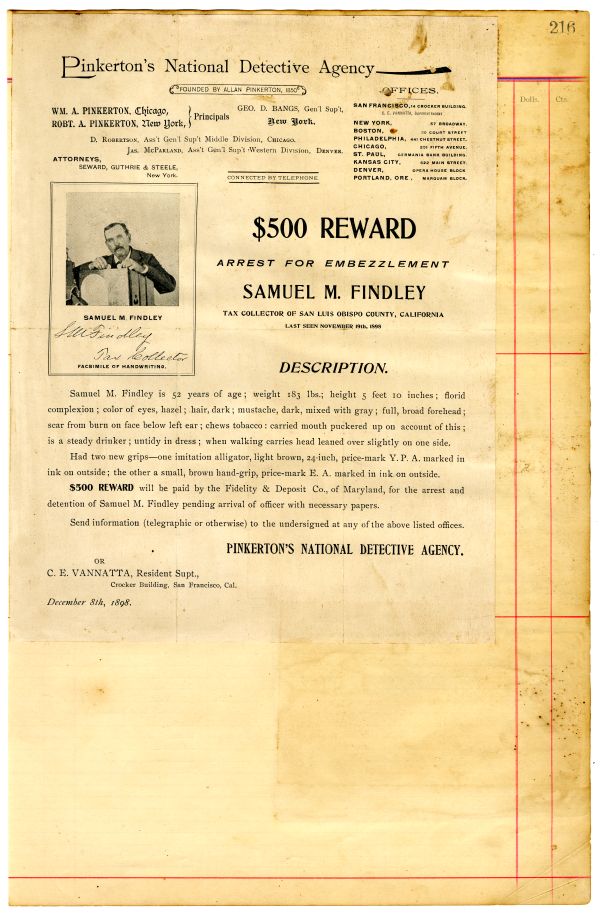 216
Dolls.
Cts.
Pinkerton's National Detective Agency
FOUNDED BY ALLAN PINKERTON, 1850
WM. A. PINKERTON, Chicago,
ROBT. A. PINKERTON, New York,
Principals
GEO. D. BANGS, Gen'l Sup't,
New York.
D. ROBERTSON, Ass't Gen'l Sup't Middle Division, CHICAGO.
JAS. MCPARLAND, Ass't Gen'l Sup't Western Division, DENVER.
ATTORNEYS,
SEWARD, GUTHRIE & STEELE,
New York.
CONNECTED BY TELEPHONE
OFFICES.
SAN FRANCISCO, 14 CROCKER BUILDING.
C. E. VANNATTA, SUPERINTENDENT
NEW YORK, 57 BROADWAY.
BOSTON, 30 COURT STREET
PHILADELPHIA, 441 CHESTNUT STREET.
CHICAGO, 201 FIFTH AVENUE.
ST. PAUL, GERMANIA BANK BUILDING.
KANSAS CITY, 622 MAIN STREET.
DENVER, OPERA HOUSE BLOCK
PORTLAND, ORE, MARQUAM BLOCK.
SAMUEL M. FINDLEY
S M Findley
Tax Collector
FACSIMILE OF HANDWRITING.
$500 REWARD
ARREST FOR EMBEZZLEMENT
SAMUEL M. FINDLEY
TAX COLLECTOR OF SAN LUIS OBISPO COUNTY, CALIFORNIA
LAST SEEN NOVEMBER 19th, 1898
DESCRIPTION.
Samuel M. Findley is 52 years of age; weight 183 lbs.; height 5 feet 10 inches; florid
complexion; color of eyes, hazel; hair, dark; mustache, dark, mixed with gray; full, broad forehead;
scar from burn on face below left ear; chews tobacco: carried mouth puckered up on account of this;
is a steady drinker; untidy in dress; when walking carries head leaned over slightly on one side.
Had two new grips—one imitation alligator, light brown, 24-inch, price-mark Y. P. A. marked in
ink on outside; the other a small, brown hand-grip, price-mark E. A. marked in ink on outside.
$500 REWARD will be paid by the Fidelity & Deposit Co., of Maryland, for the arrest and
detention of Samuel M. Findley pending arrival of officer with necessary papers.
Send information (telegraphic or otherwise) to the undersigned at any of the above listed offices.
PINKERTON'S NATIONAL DETECTIVE AGENCY.
OR
C. E. VANNATTA, Resident Supt.,
Crocker Building, San Francisco, Cal.
December 8th, 1898.